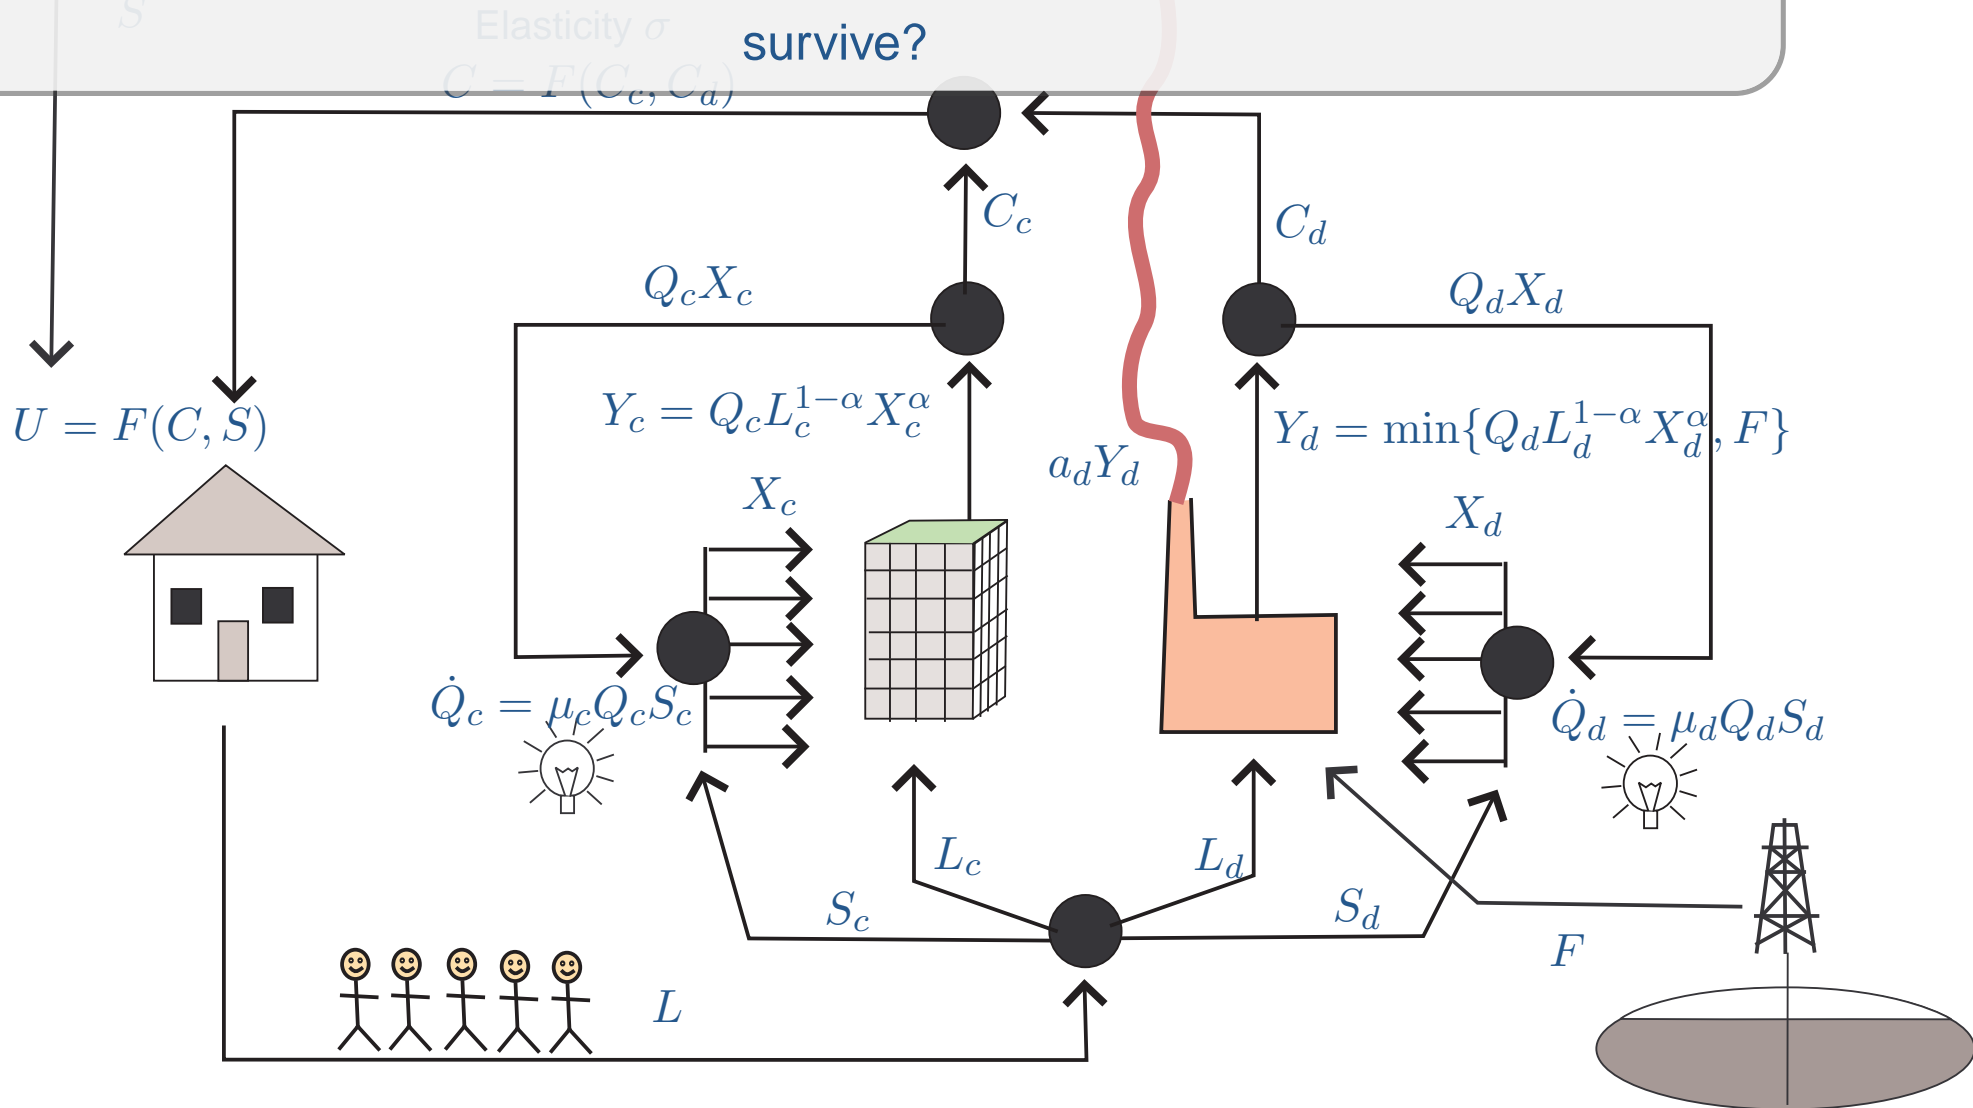 S
Elasticity σ
survive?
C = F(C_c, C_d)
C_c
C_d
Q_cX_c
Q_dX_d
U = F(C, S)
Y_c = Q_cL_c^{1−α}X_c^α
Y_d = min{Q_dL_d^{1−α}X_d^α, F}
a_dY_d
X_c
X_d
Q̇_c = μ_cQ_cS_c
Q̇_d = μ_dQ_dS_d
L_c
L_d
S_c
S_d
F
L